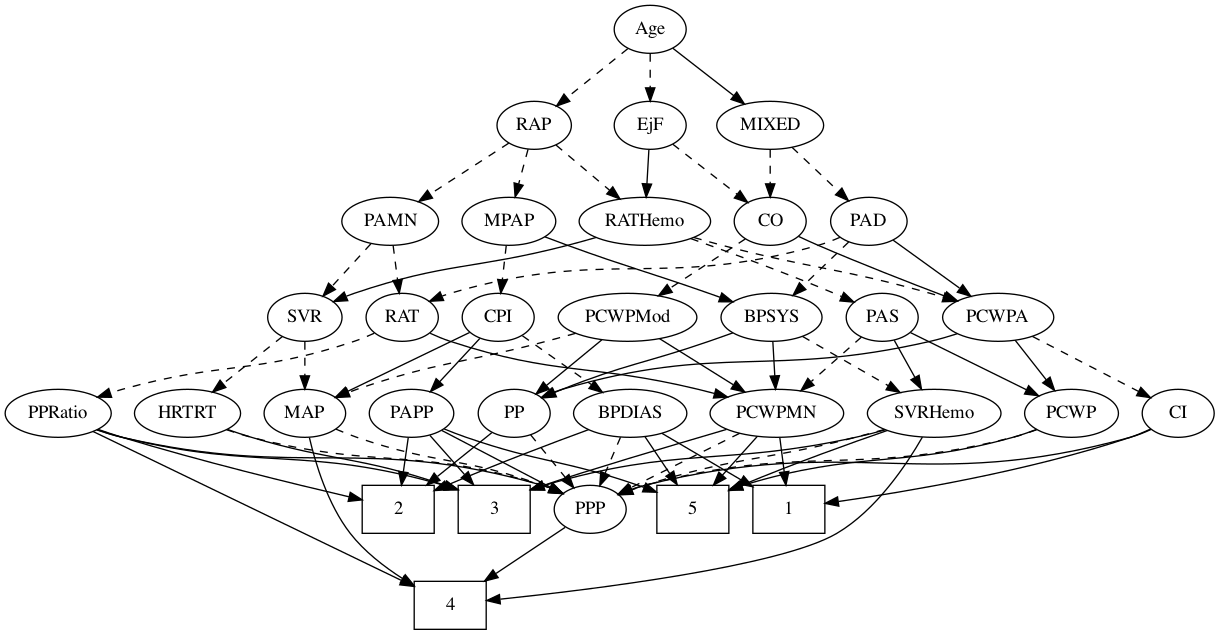 Age
RAP
EjF
MIXED
PAMN
MPAP
RATHemo
CO
PAD
SVR
RAT
CPI
PCWPMod
BPSYS
PAS
PCWPA
PPRatio
HRTRT
MAP
PAPP
PP
BPDIAS
PCWPMN
SVRHemo
PCWP
CI
2
3
PPP
5
1
4